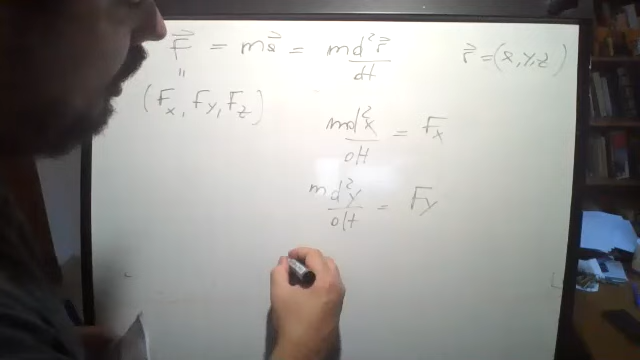 F⃗ = ma⃗ = md²r⃗/dt
r⃗ = (x,y,z)
"
(Fx, Fy, Fz)
md²x/dt = Fx
md²y/dt = Fy